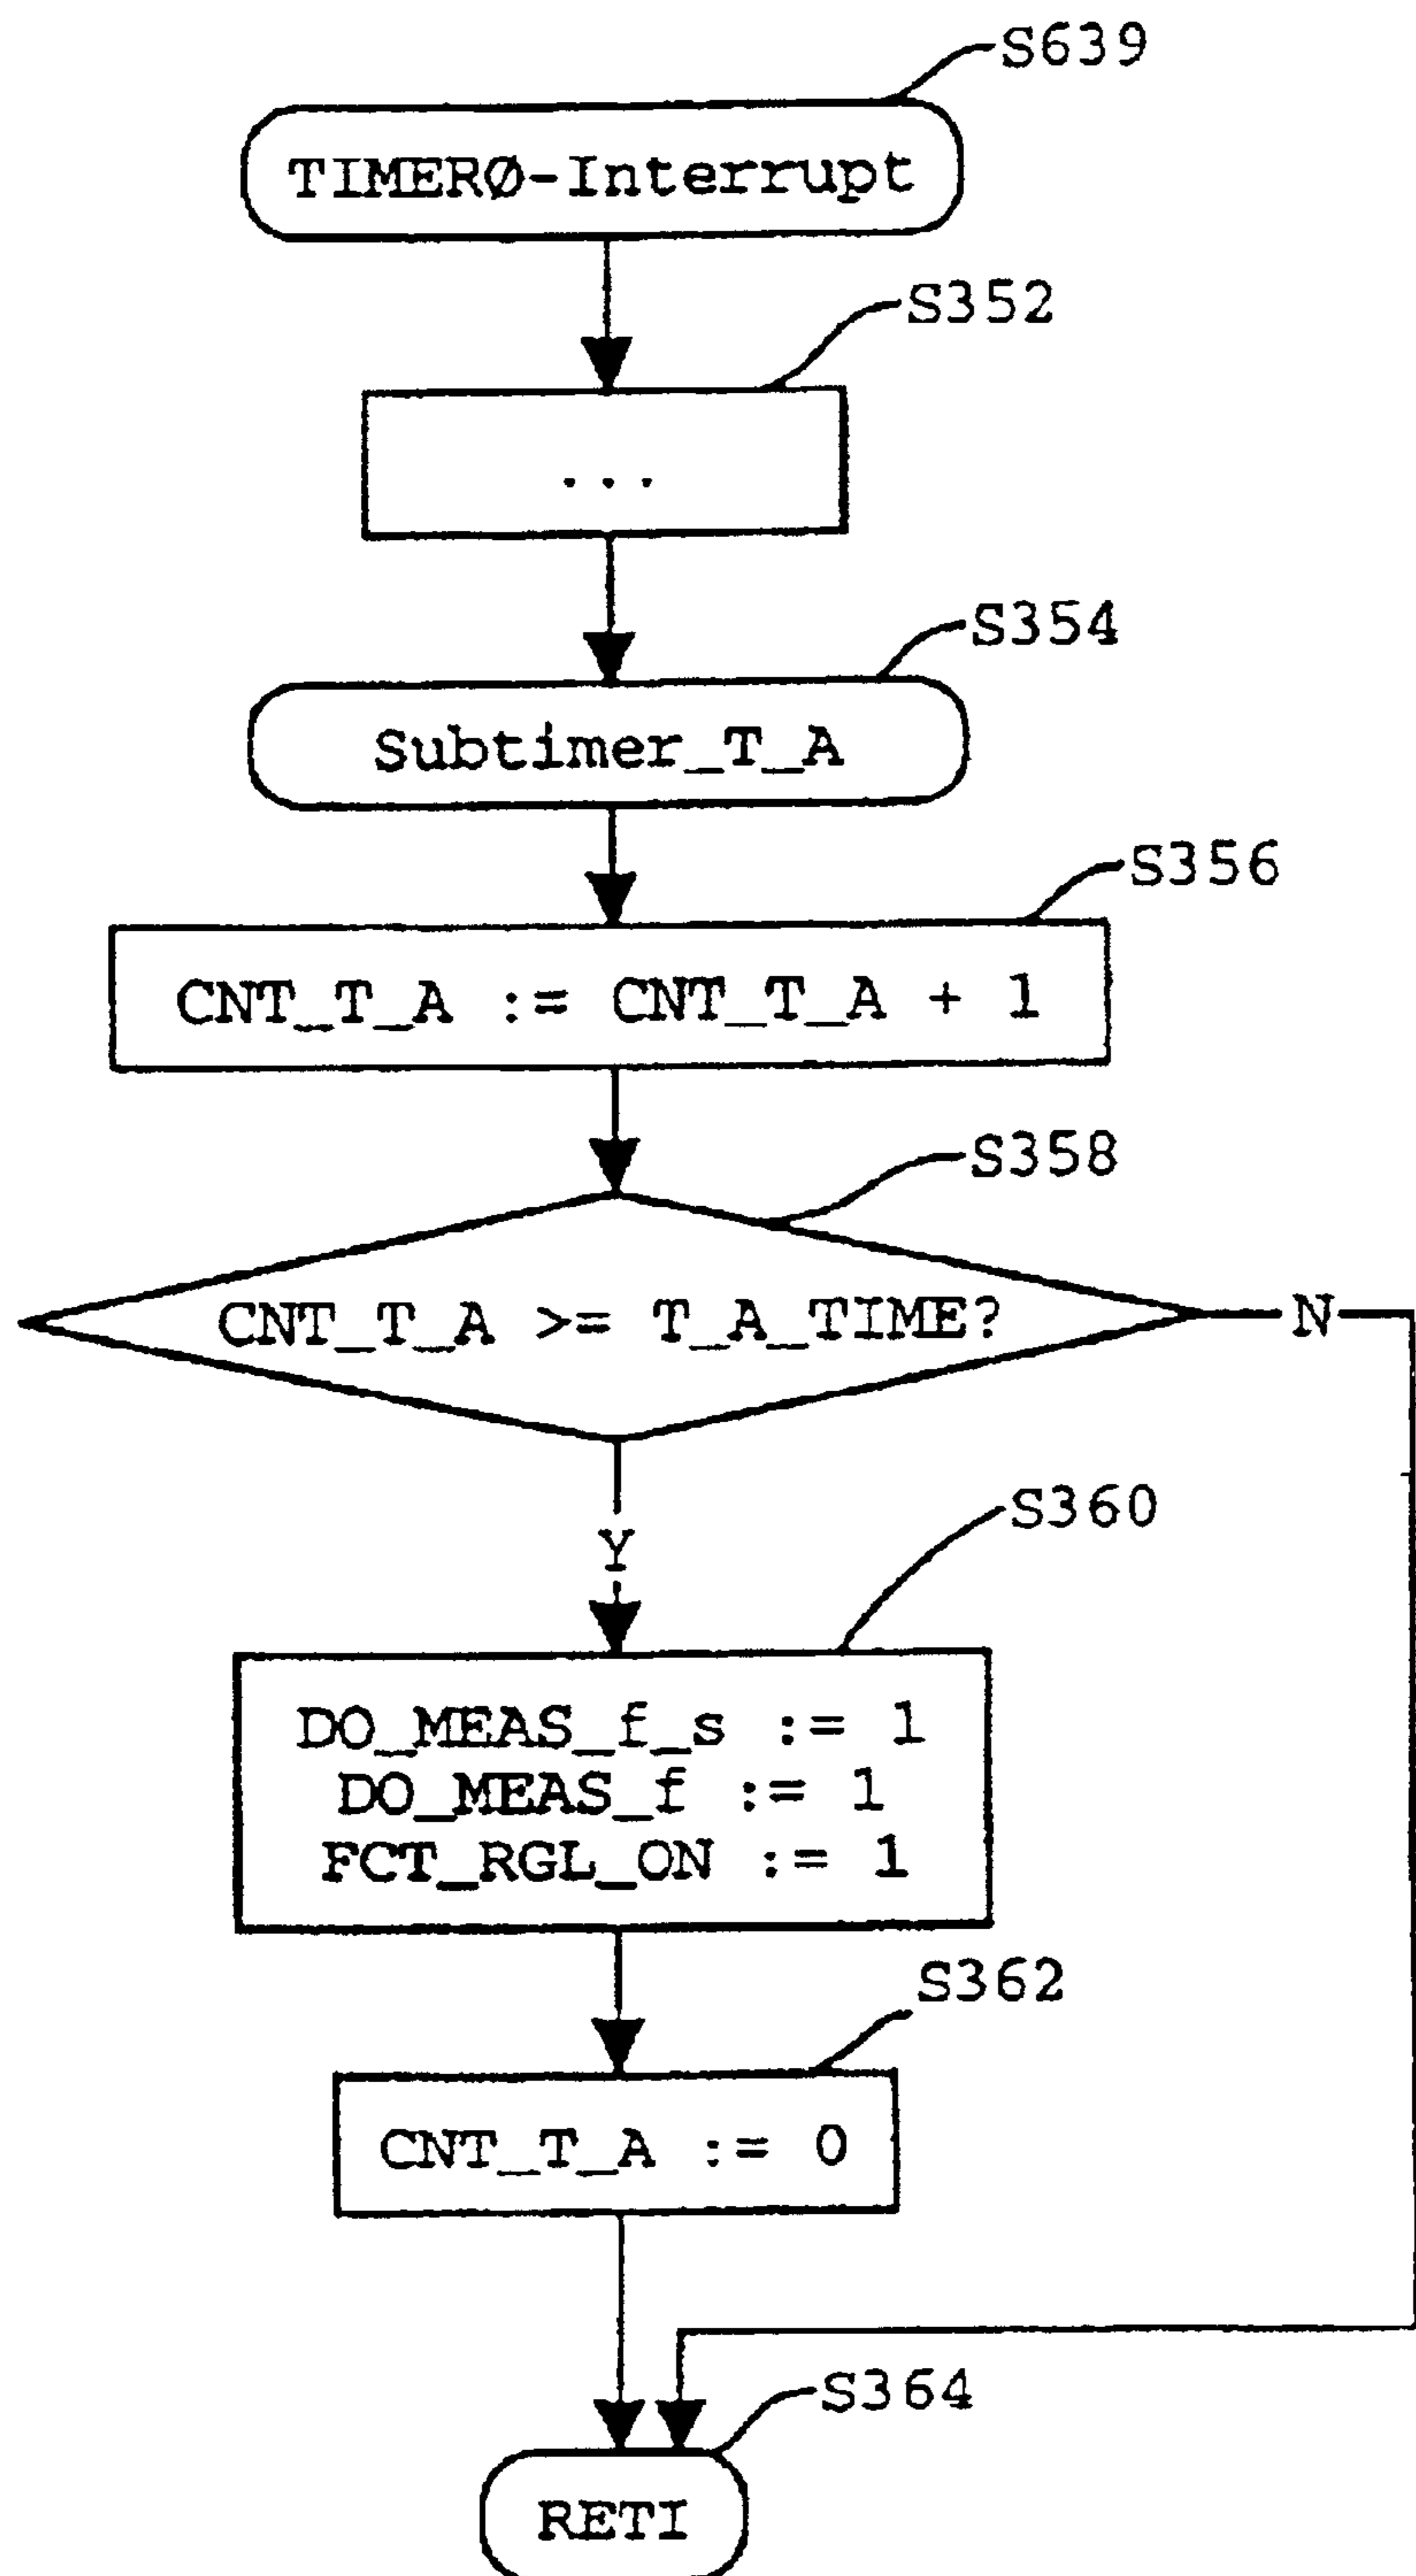 S639
TIMERØ-Interrupt
S352
...
S354
Subtimer_T_A
S356
CNT_T_A := CNT_T_A + 1
S358
CNT_T_A >= T_A_TIME?
N
Y
S360
DO_MEAS_f_s := 1
DO_MEAS_f := 1
FCT_RGL_ON := 1
S362
CNT_T_A := 0
S364
RETI